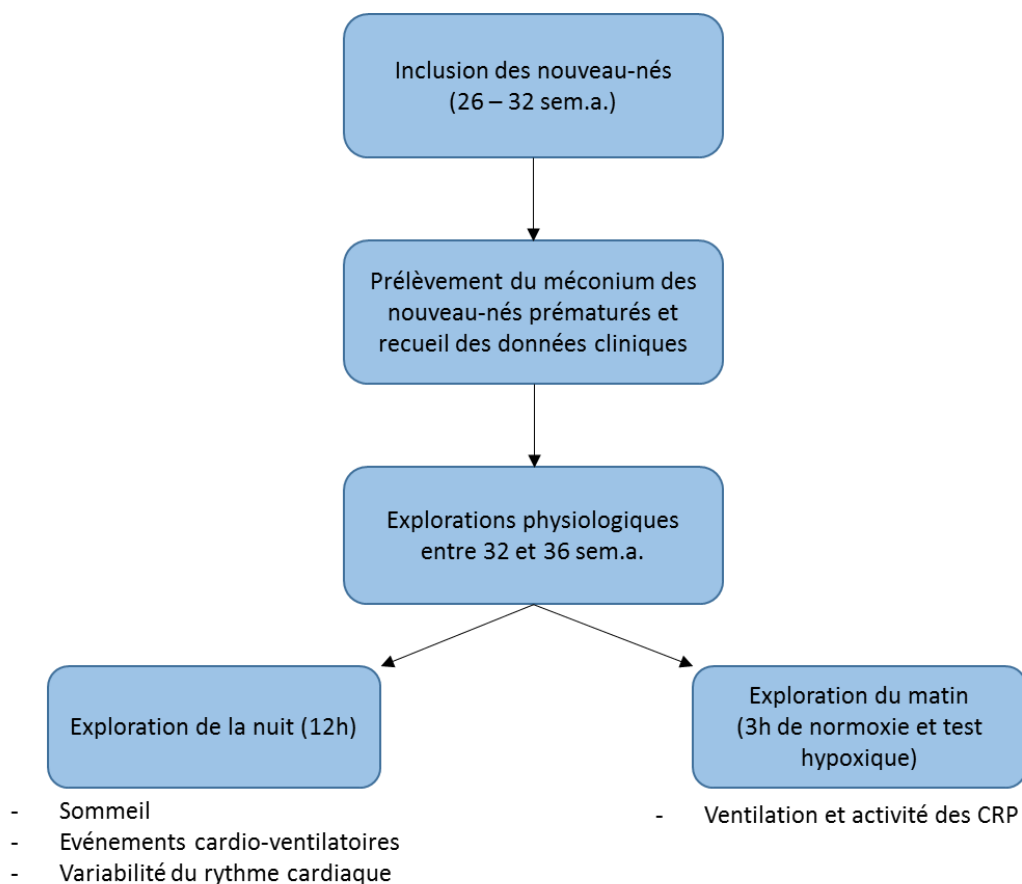 Inclusion des nouveau-nés
(26 – 32 sem.a.)
Prélèvement du méconium des
nouveau-nés prématurés et
recueil des données cliniques
Explorations physiologiques
entre 32 et 36 sem.a.
Exploration de la nuit (12h)
- Sommeil
- Evénements cardio-ventilatoires
- Variabilité du rythme cardiaque
Exploration du matin
(3h de normoxie et test
hypoxique)
- Ventilation et activité des CRP